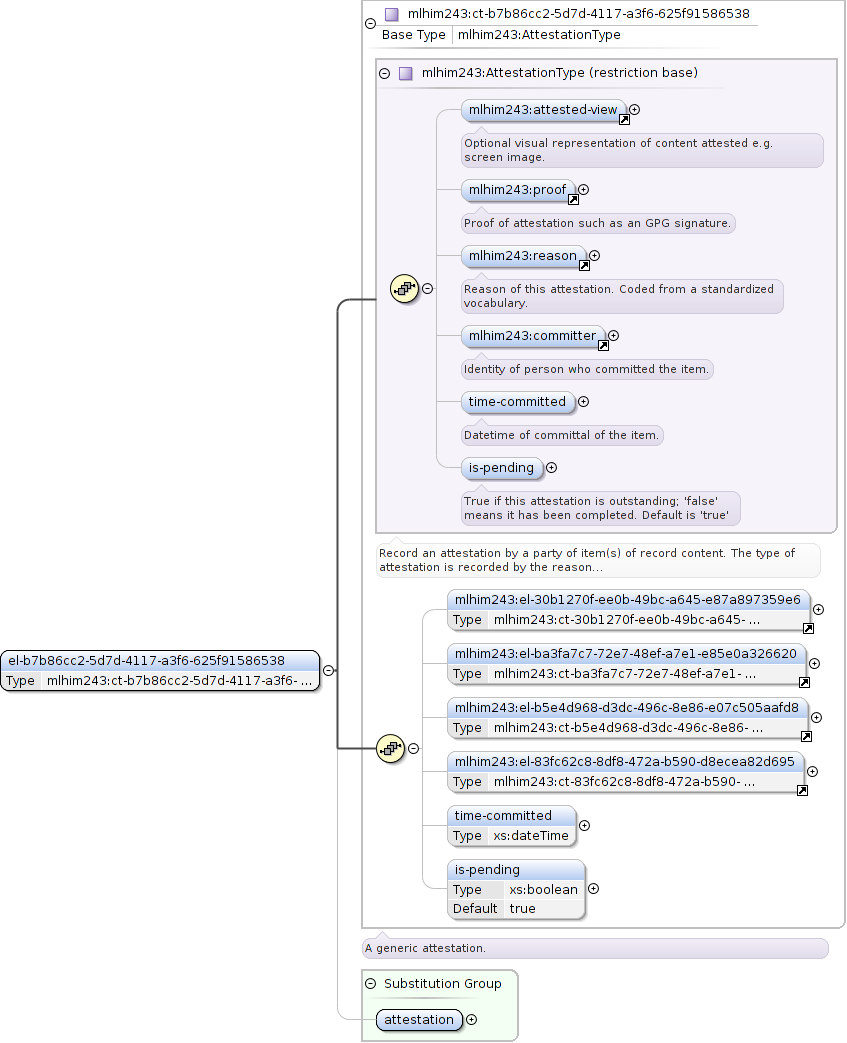 mlhim243:ct-b7b86cc2-5d7d-4117-a3f6-625f91586538
Base Type mlhim243:AttestationType
mlhim243:AttestationType (restriction base)
mlhim243:attested-view
Optional visual representation of content attested e.g.
screen image.
mlhim243:proof
Proof of attestation such as an GPG signature.
mlhim243:reason
Reason of this attestation. Coded from a standardized
vocabulary.
mlhim243:committer
Identity of person who committed the item.
time-committed
Datetime of committal of the item.
is-pending
True if this attestation is outstanding; 'false'
means it has been completed. Default is 'true'
Record an attestation by a party of item(s) of record content. The type of
attestation is recorded by the reason...
mlhim243:el-30b1270f-ee0b-49bc-a645-e87a897359e6
Type mlhim243:ct-30b1270f-ee0b-49bc-a645- ...
mlhim243:el-ba3fa7c7-72e7-48ef-a7e1-e85e0a326620
Type mlhim243:ct-ba3fa7c7-72e7-48ef-a7e1- ...
el-b7b86cc2-5d7d-4117-a3f6-625f91586538
Type mlhim243:ct-b7b86cc2-5d7d-4117-a3f6- ...
mlhim243:el-b5e4d968-d3dc-496c-8e86-e07c505aafd8
Type mlhim243:ct-b5e4d968-d3dc-496c-8e86- ...
mlhim243:el-83fc62c8-8df8-472a-b590-d8ecea82d695
Type mlhim243:ct-83fc62c8-8df8-472a-b590- ...
time-committed
Type xs:dateTime
is-pending
Type xs:boolean
Default true
A generic attestation.
Substitution Group
attestation